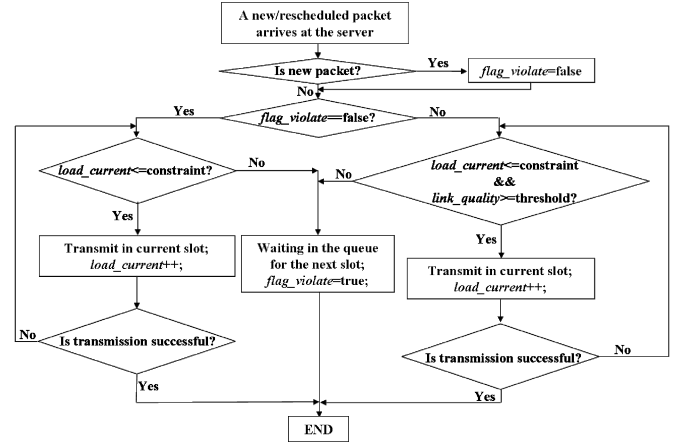 A new/rescheduled packet
arrives at the server
Is new packet?
Yes
flag_violate=false
No
Yes
flag_violate==false?
No
load_current<=constraint?
No
No
load_current<=constraint
&&
link_quality>=threshold?
Yes
Yes
Transmit in current slot;
load_current++;
Waiting in the queue
for the next slot;
flag_violate=true;
Transmit in current slot;
load_current++;
No
Is transmission successful?
Is transmission successful?
No
Yes
Yes
END